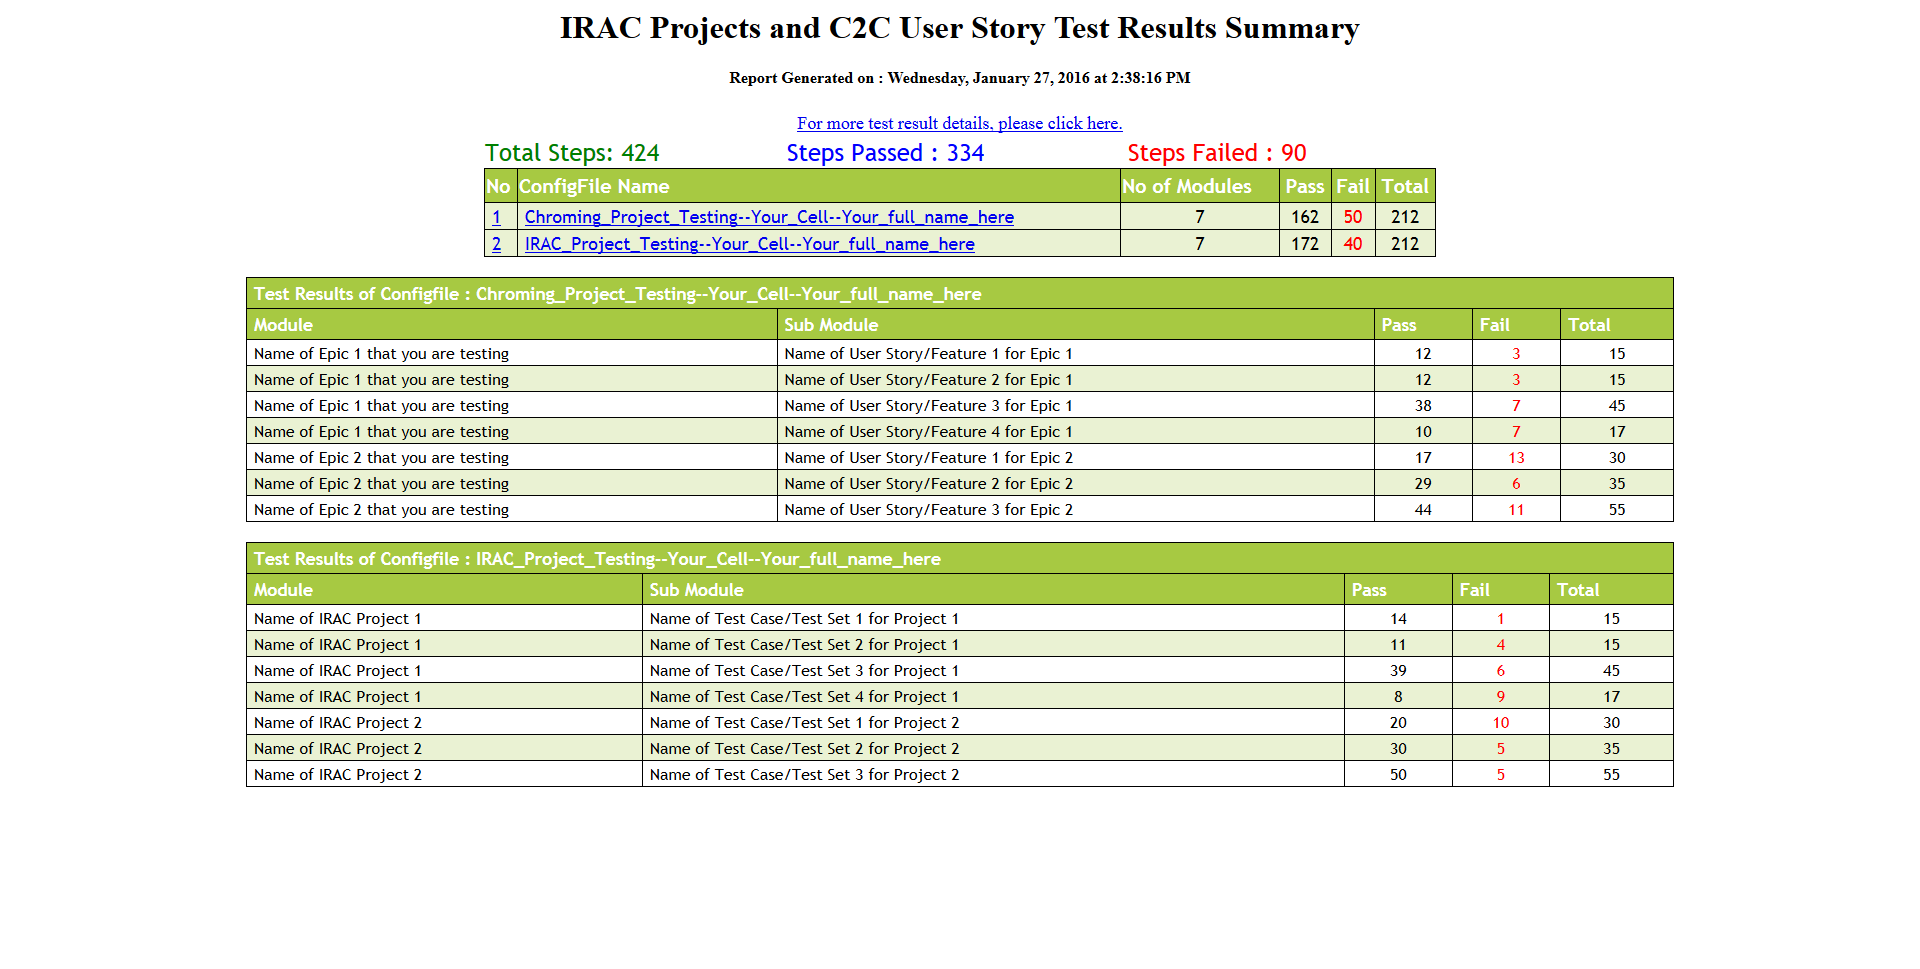 IRAC Projects and C2C User Story Test Results Summary
Report Generated on : Wednesday, January 27, 2016 at 2:38:16 PM
For more test result details, please click here.
Total Steps: 424 Steps Passed : 334 Steps Failed : 90
No ConfigFile Name No of Modules Pass Fail Total
1 Chroming_Project_Testing--Your_Cell--Your_full_name_here 7 162 50 212
2 IRAC_Project_Testing--Your_Cell--Your_full_name_here 7 172 40 212
Test Results of Configfile : Chroming_Project_Testing--Your_Cell--Your_full_name_here
Module Sub Module Pass Fail Total
Name of Epic 1 that you are testing Name of User Story/Feature 1 for Epic 1 12 3 15
Name of Epic 1 that you are testing Name of User Story/Feature 2 for Epic 1 12 3 15
Name of Epic 1 that you are testing Name of User Story/Feature 3 for Epic 1 38 7 45
Name of Epic 1 that you are testing Name of User Story/Feature 4 for Epic 1 10 7 17
Name of Epic 2 that you are testing Name of User Story/Feature 1 for Epic 2 17 13 30
Name of Epic 2 that you are testing Name of User Story/Feature 2 for Epic 2 29 6 35
Name of Epic 2 that you are testing Name of User Story/Feature 3 for Epic 2 44 11 55
Test Results of Configfile : IRAC_Project_Testing--Your_Cell--Your_full_name_here
Module Sub Module Pass Fail Total
Name of IRAC Project 1 Name of Test Case/Test Set 1 for Project 1 14 1 15
Name of IRAC Project 1 Name of Test Case/Test Set 2 for Project 1 11 4 15
Name of IRAC Project 1 Name of Test Case/Test Set 3 for Project 1 39 6 45
Name of IRAC Project 1 Name of Test Case/Test Set 4 for Project 1 8 9 17
Name of IRAC Project 2 Name of Test Case/Test Set 1 for Project 2 20 10 30
Name of IRAC Project 2 Name of Test Case/Test Set 2 for Project 2 30 5 35
Name of IRAC Project 2 Name of Test Case/Test Set 3 for Project 2 50 5 55